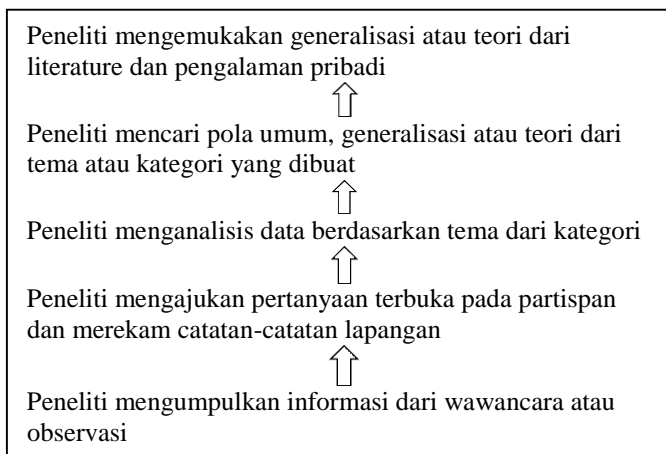 Peneliti mengemukakan generalisasi atau teori dari
literature dan pengalaman pribadi
Peneliti mencari pola umum, generalisasi atau teori dari
tema atau kategori yang dibuat
Peneliti menganalisis data berdasarkan tema dari kategori
Peneliti mengajukan pertanyaan terbuka pada partispan
dan merekam catatan-catatan lapangan
Peneliti mengumpulkan informasi dari wawancara atau
observasi